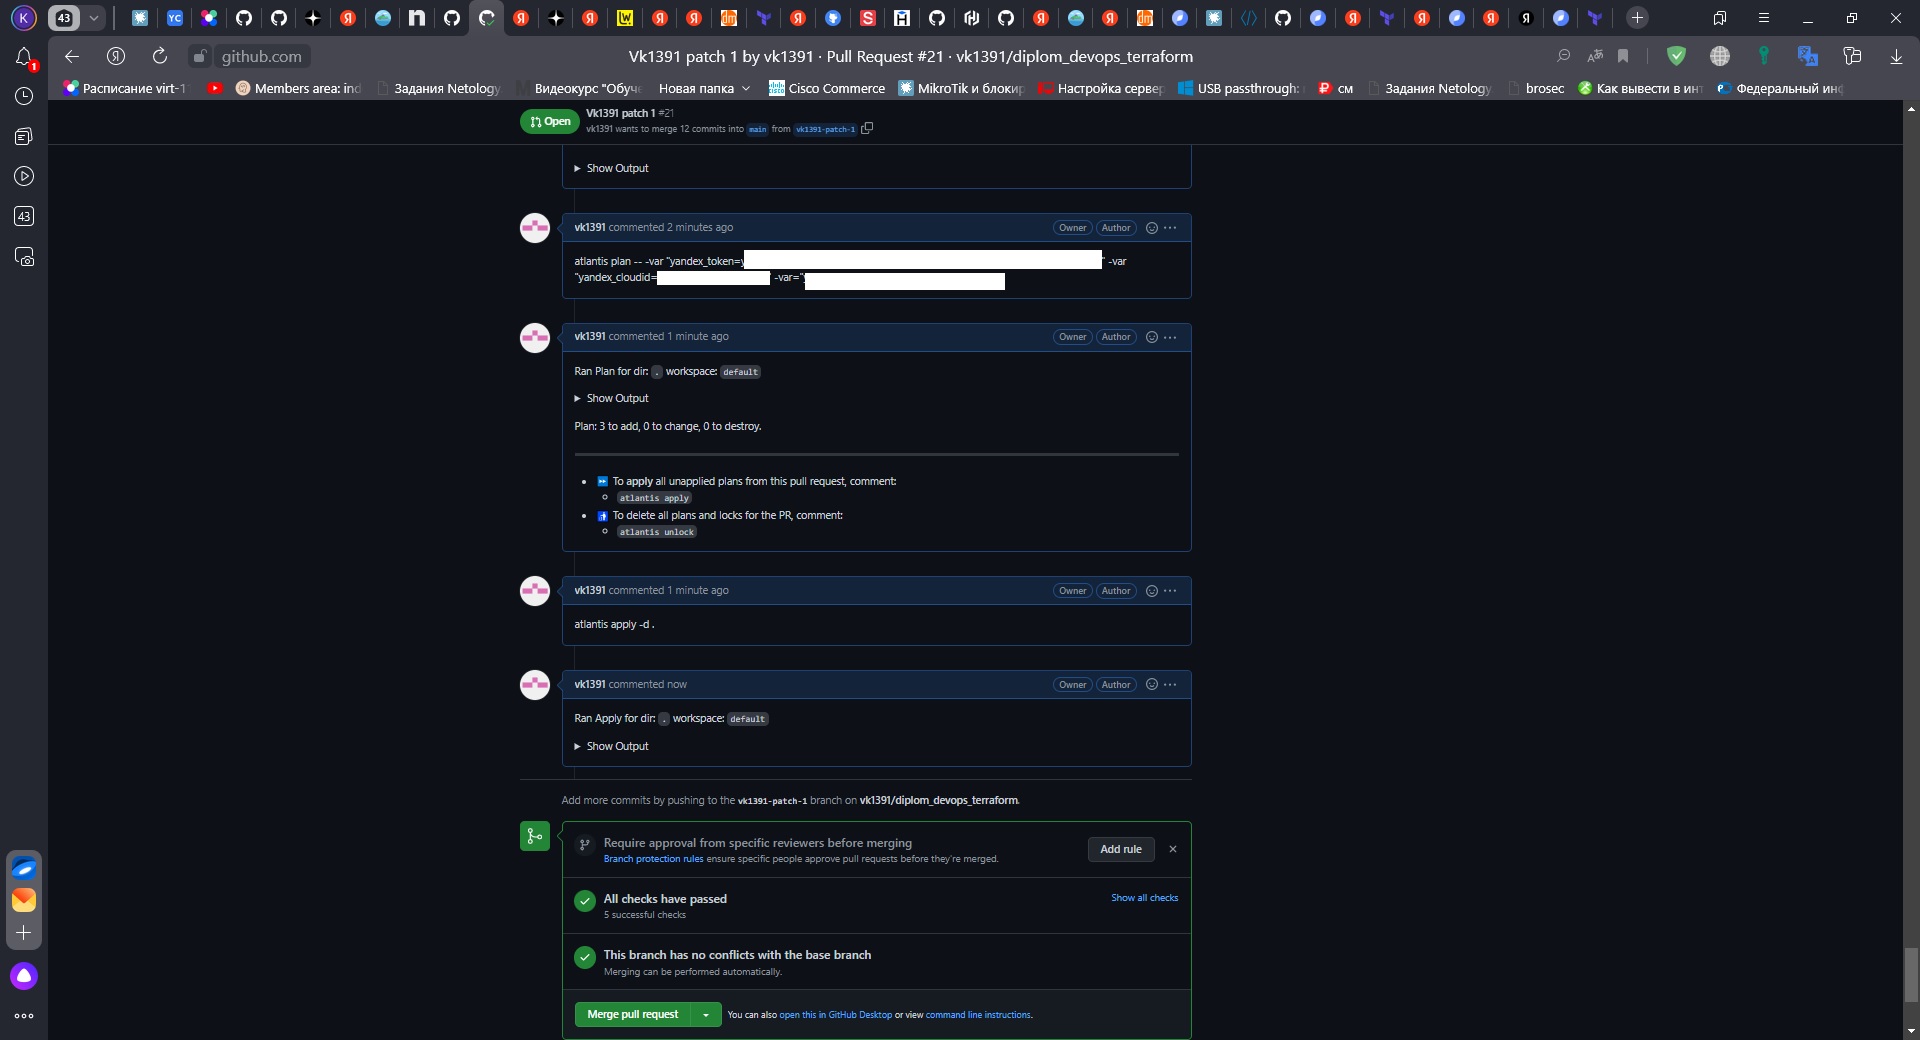 43
github.com
Vk1391 patch 1 by vk1391 · Pull Request #21 · vk1391/diplom_devops_terraform
Расписание virt-1
Members area: ind
Задания Netology
Видеокурс "Обуче
Новая папка
Cisco Commerce
MikroTik и блокир
Настройка сервер
USB passthrough:
см
Задания Netology
brosec
Как вывести в инт
Федеральный инф
Open
Vk1391 patch 1 #21
vk1391 wants to merge 12 commits into main from vk1391-patch-1
Show Output
vk1391 commented 2 minutes ago
Owner
Author
atlantis plan -- -var "yandex_token=y " -var
"yandex_cloudid= " -var="
vk1391 commented 1 minute ago
Owner
Author
Ran Plan for dir: . workspace: default
Show Output
Plan: 3 to add, 0 to change, 0 to destroy.
To apply all unapplied plans from this pull request, comment:
atlantis apply
To delete all plans and locks for the PR, comment:
atlantis unlock
vk1391 commented 1 minute ago
Owner
Author
atlantis apply -d .
vk1391 commented now
Owner
Author
Ran Apply for dir: . workspace: default
Show Output
Add more commits by pushing to the vk1391-patch-1 branch on vk1391/diplom_devops_terraform.
Require approval from specific reviewers before merging
Branch protection rules ensure specific people approve pull requests before they're merged.
Add rule
All checks have passed
5 successful checks
Show all checks
This branch has no conflicts with the base branch
Merging can be performed automatically.
Merge pull request
You can also open this in GitHub Desktop or view command line instructions.